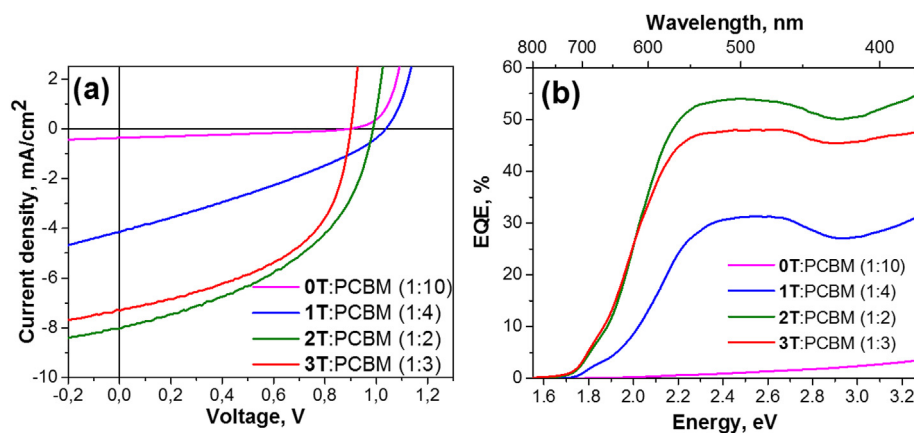 (a)
2
0
-2
-4
-6
-8
-10
-0,2 0,0 0,2 0,4 0,6 0,8 1,0 1,2
Current density, mA/cm2
Voltage, V
0T:PCBM (1:10)
1T:PCBM (1:4)
2T:PCBM (1:2)
3T:PCBM (1:3)
Wavelength, nm
800 700 600 500 400
(b)
60
50
40
30
20
10
0
1.6 1.8 2.0 2.2 2.4 2.6 2.8 3.0 3.2
EQE, %
Energy, eV
0T:PCBM (1:10)
1T:PCBM (1:4)
2T:PCBM (1:2)
3T:PCBM (1:3)